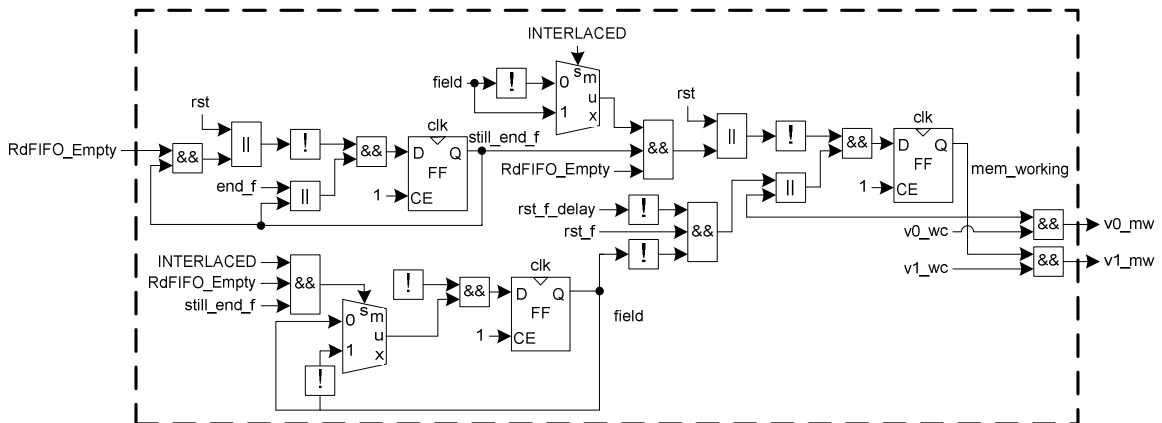 INTERLACED
field
!
0
s
m
u
x
1
rst
rst
clk
clk
RdFIFO_Empty
&&
||
!
&&
D
Q
FF
1
CE
still_end_f
&&
RdFIFO_Empty
||
!
&&
D
Q
FF
1
CE
mem_working
end_f
||
||
rst_f_delay
!
rst_f
!
&&
v0_wc
&&
v0_mw
v1_wc
&&
v1_mw
INTERLACED
RdFIFO_Empty
still_end_f
&&
!
&&
clk
D
Q
FF
1
CE
field
0
s
m
u
x
1
!